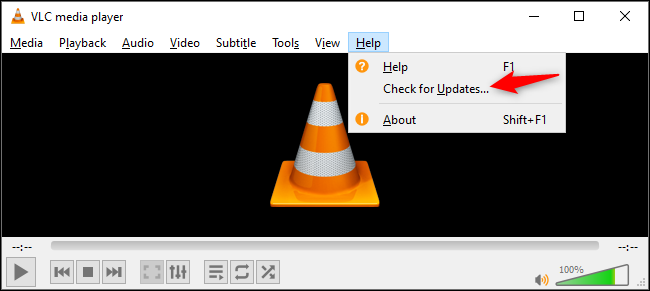 VLC media player
Media Playback Audio Video Subtitle Tools View Help
Help F1
Check for Updates...
About Shift+F1
--:-- --:--
100%